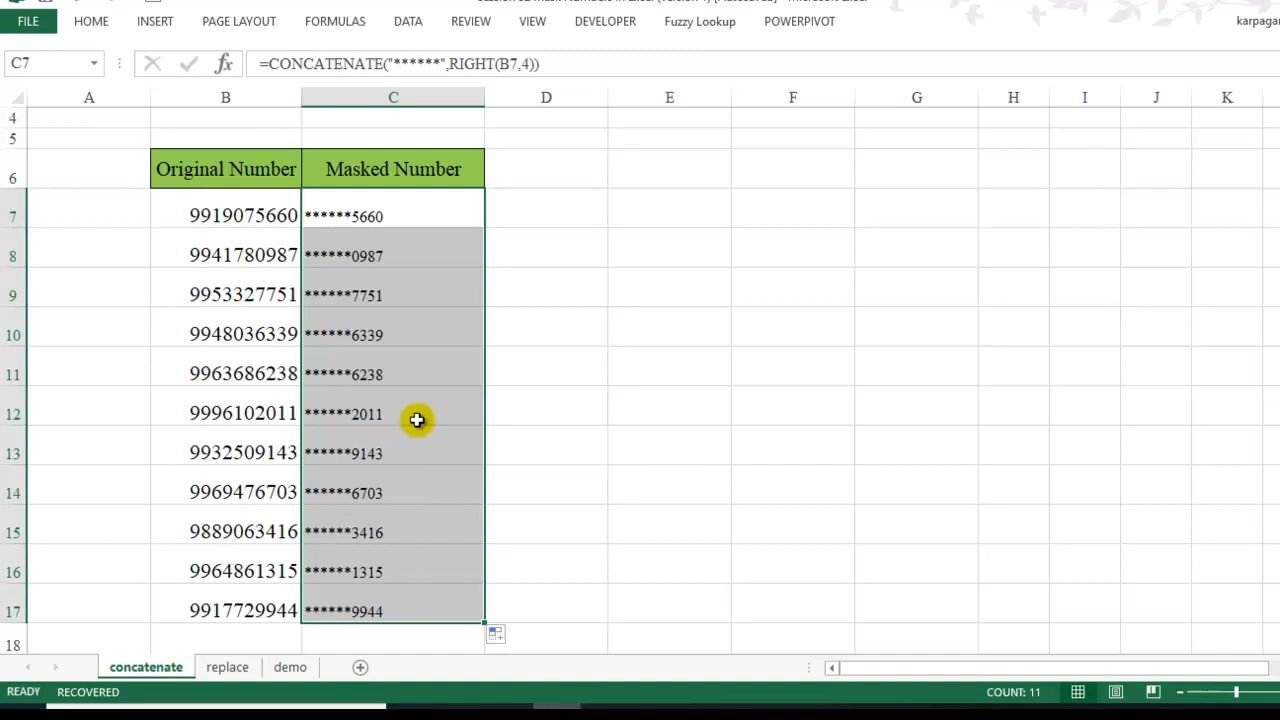 FILE HOME INSERT PAGE LAYOUT FORMULAS DATA REVIEW VIEW DEVELOPER Fuzzy Lookup POWERPIVOT karpagar
C7 fx =CONCATENATE("******",RIGHT(B7,4))
A B C D E F G H I J K
4
5
6 Original Number Masked Number
7 9919075660 ******5660
8 9941780987 ******0987
9 9953327751 ******7751
10 9948036339 ******6339
11 9963686238 ******6238
12 9996102011 ******2011
13 9932509143 ******9143
14 9969476703 ******6703
15 9889063416 ******3416
16 9964861315 ******1315
17 9917729944 ******9944
18
concatenate replace demo
READY RECOVERED COUNT: 11